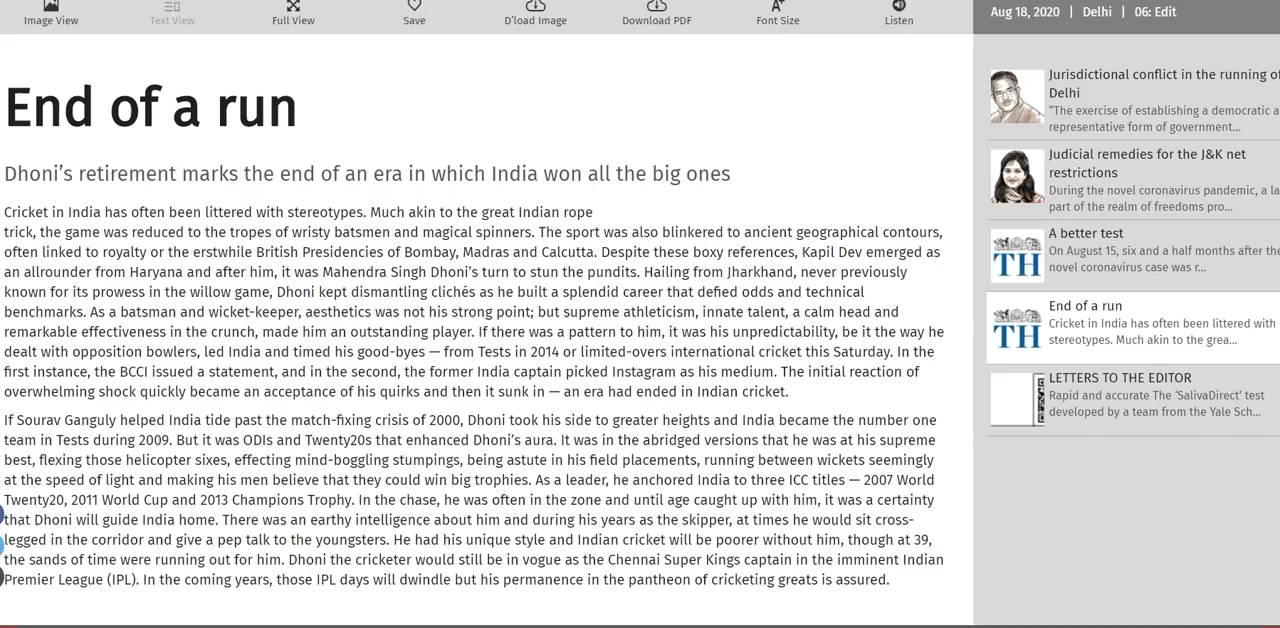 Image View
Text View
Full View
Save
D'load Image
Download PDF
Font Size
Listen
Aug 18, 2020 | Delhi | 06: Edit
End of a run
Dhoni's retirement marks the end of an era in which India won all the big ones
Cricket in India has often been littered with stereotypes. Much akin to the great Indian rope
trick, the game was reduced to the tropes of wristy batsmen and magical spinners. The sport was also blinkered to ancient geographical contours,
often linked to royalty or the erstwhile British Presidencies of Bombay, Madras and Calcutta. Despite these boxy references, Kapil Dev emerged as
an allrounder from Haryana and after him, it was Mahendra Singh Dhoni's turn to stun the pundits. Hailing from Jharkhand, never previously
known for its prowess in the willow game, Dhoni kept dismantling clichés as he built a splendid career that defied odds and technical
benchmarks. As a batsman and wicket-keeper, aesthetics was not his strong point; but supreme athleticism, innate talent, a calm head and
remarkable effectiveness in the crunch, made him an outstanding player. If there was a pattern to him, it was his unpredictability, be it the way he
dealt with opposition bowlers, led India and timed his good-byes — from Tests in 2014 or limited-overs international cricket this Saturday. In the
first instance, the BCCI issued a statement, and in the second, the former India captain picked Instagram as his medium. The initial reaction of
overwhelming shock quickly became an acceptance of his quirks and then it sunk in — an era had ended in Indian cricket.
If Sourav Ganguly helped India tide past the match-fixing crisis of 2000, Dhoni took his side to greater heights and India became the number one
team in Tests during 2009. But it was ODIs and Twenty20s that enhanced Dhoni's aura. It was in the abridged versions that he was at his supreme
best, flexing those helicopter sixes, effecting mind-boggling stumpings, being astute in his field placements, running between wickets seemingly
at the speed of light and making his men believe that they could win big trophies. As a leader, he anchored India to three ICC titles — 2007 World
Twenty20, 2011 World Cup and 2013 Champions Trophy. In the chase, he was often in the zone and until age caught up with him, it was a certainty
that Dhoni will guide India home. There was an earthy intelligence about him and during his years as the skipper, at times he would sit cross-
legged in the corridor and give a pep talk to the youngsters. He had his unique style and Indian cricket will be poorer without him, though at 39,
the sands of time were running out for him. Dhoni the cricketer would still be in vogue as the Chennai Super Kings captain in the imminent Indian
Premier League (IPL). In the coming years, those IPL days will dwindle but his permanence in the pantheon of cricketing greats is assured.
Jurisdictional conflict in the running of
Delhi
"The exercise of establishing a democratic a
representative form of government...
Judicial remedies for the J&K net
restrictions
During the novel coronavirus pandemic, a la
part of the realm of freedoms pro...
TH
A better test
On August 15, six and a half months after the
novel coronavirus case was r...
TH
End of a run
Cricket in India has often been littered with
stereotypes. Much akin to the grea...
LETTERS TO THE EDITOR
Rapid and accurate The 'SalivaDirect' test
developed by a team from the Yale Sch...